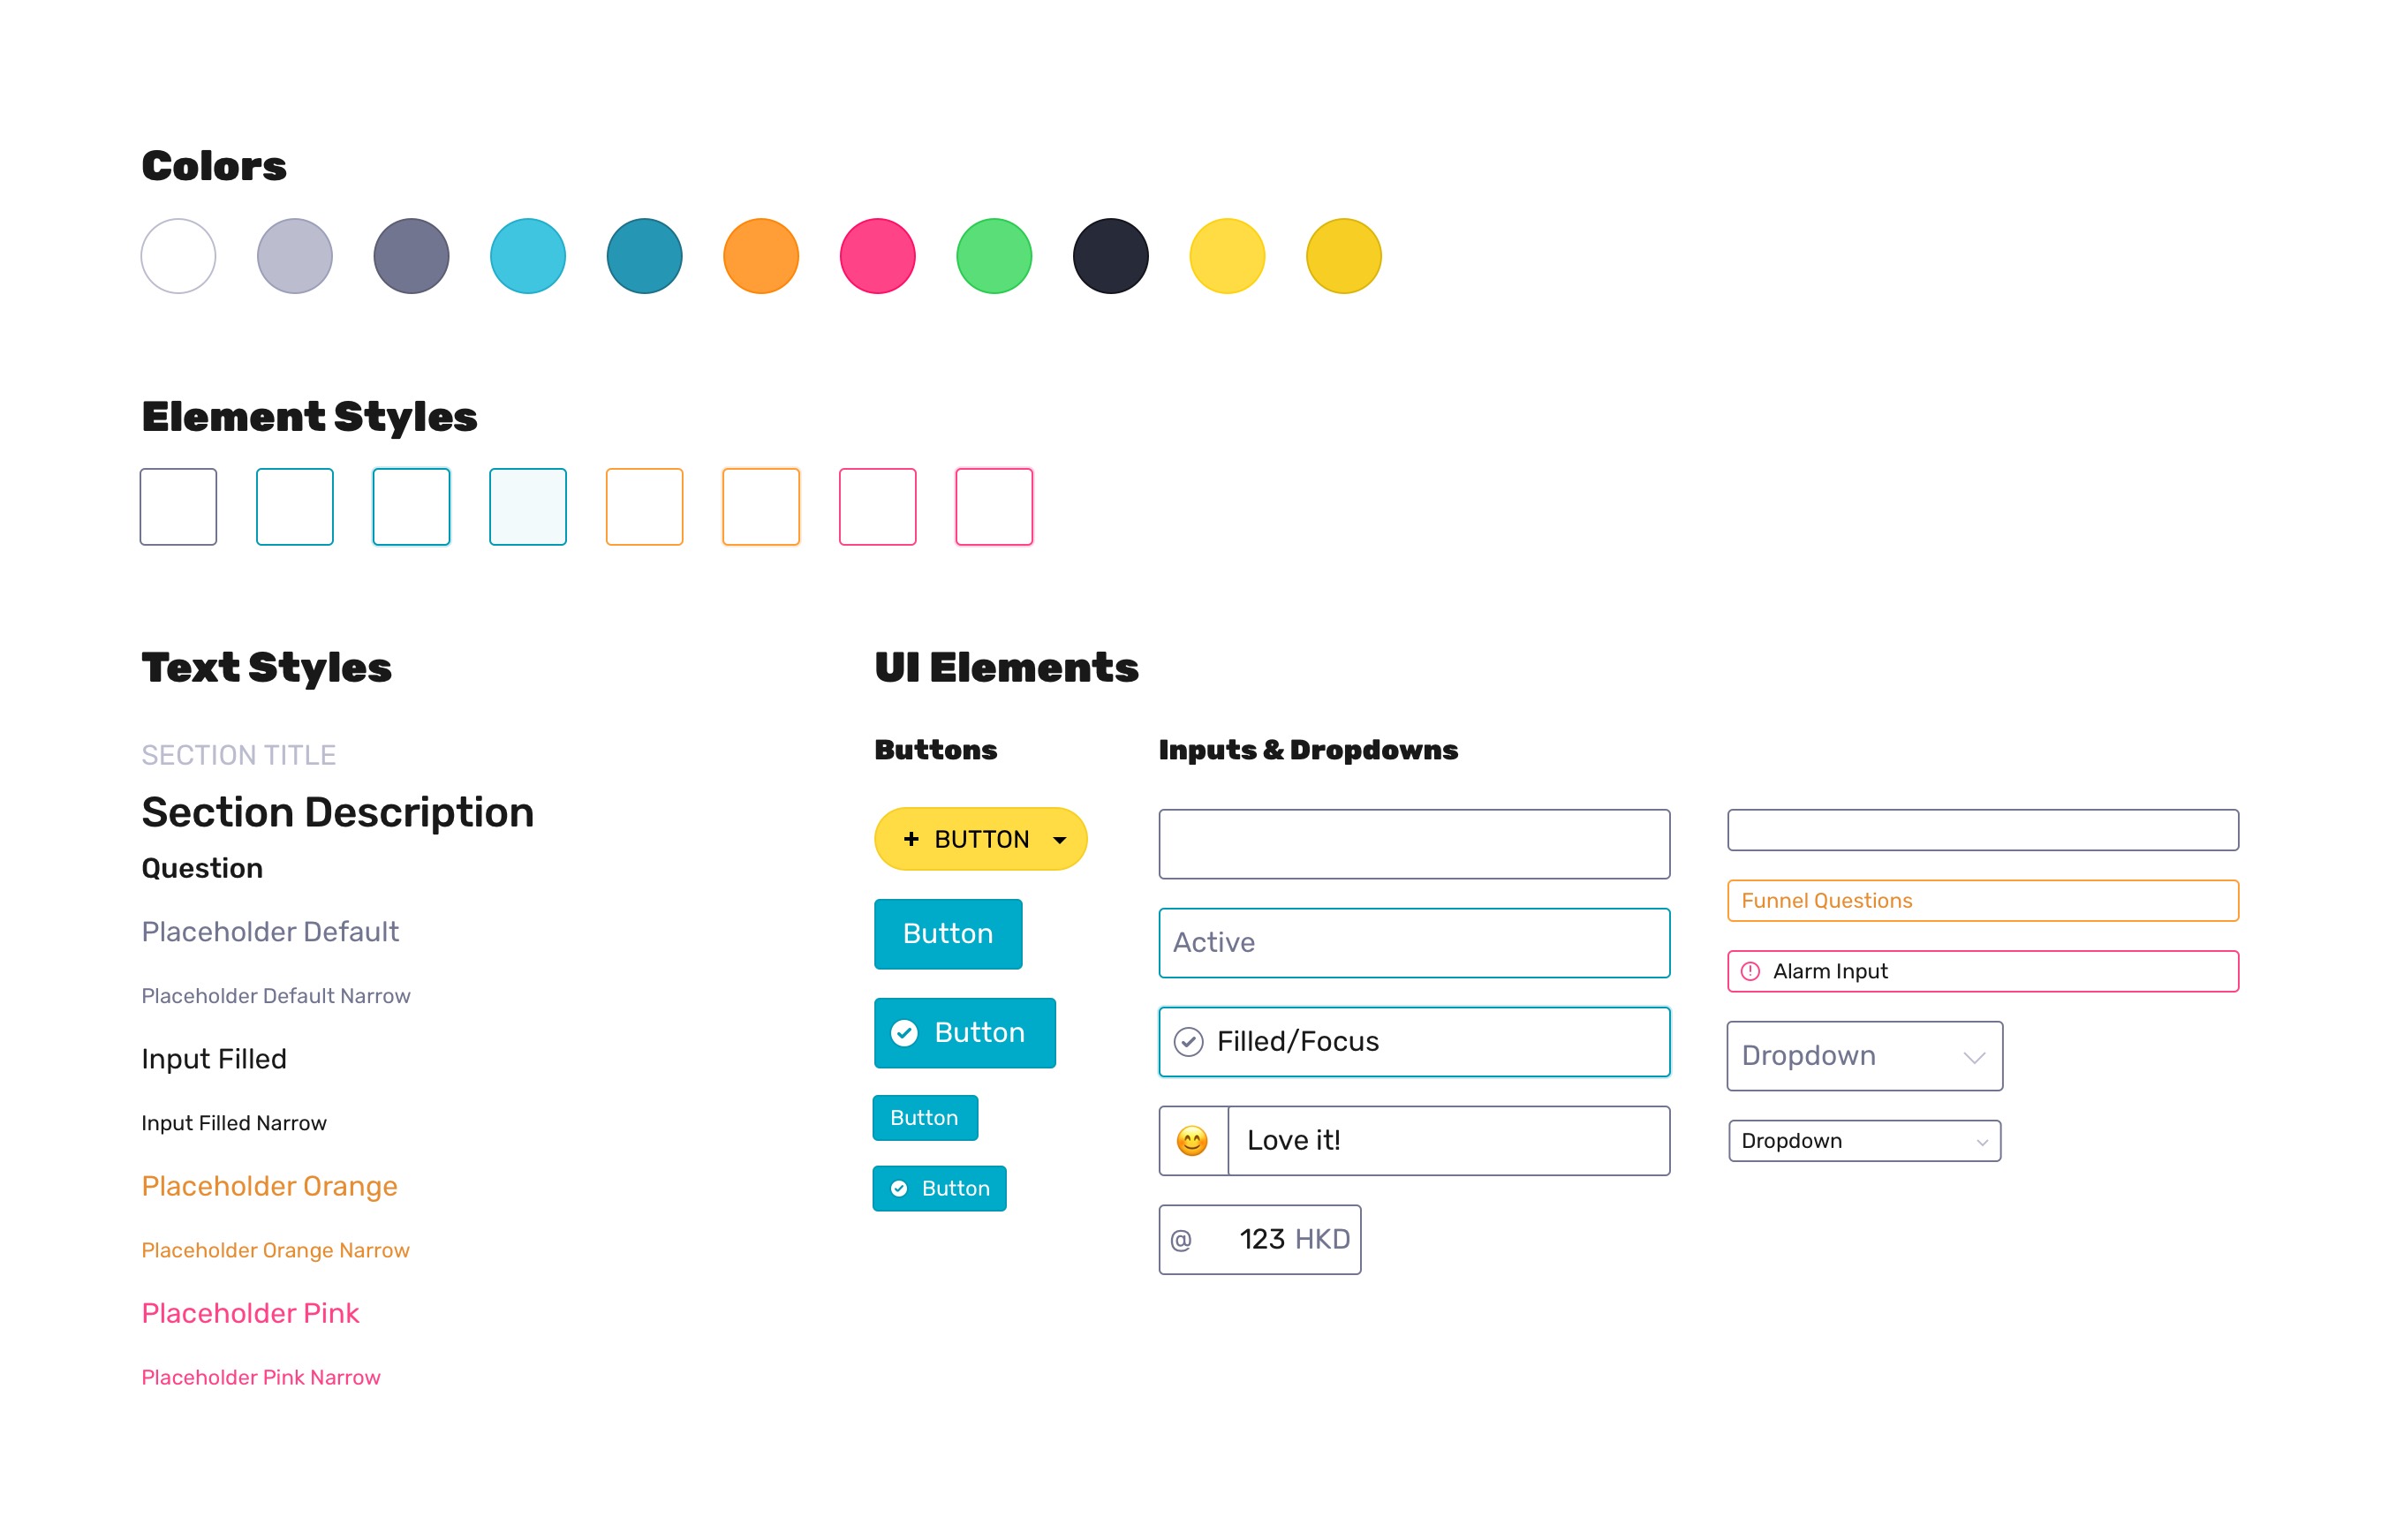 Colors
Element Styles
Text Styles
SECTION TITLE
Section Description
Question
Placeholder Default
Placeholder Default Narrow
Input Filled
Input Filled Narrow
Placeholder Orange
Placeholder Orange Narrow
Placeholder Pink
Placeholder Pink Narrow
UI Elements
Buttons
+ BUTTON
Button
Button
Button
Button
Inputs & Dropdowns
Active
Filled/Focus
😊 Love it!
@ 123 HKD
Funnel Questions
Alarm Input
Dropdown
Dropdown